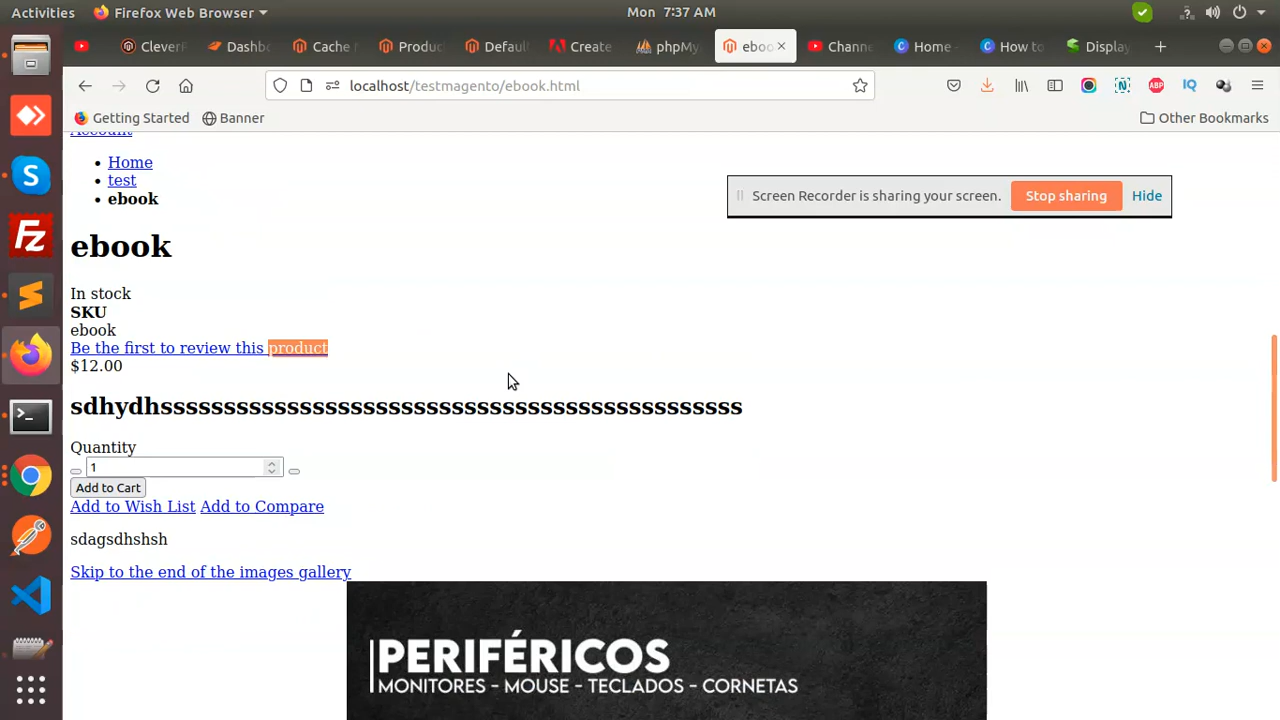 Activities Firefox Web Browser Mon 7:37 AM
CleverF Dashb Cache Produc Defaul Create phpMy eboo Channe Home - How to Display
localhost/testmagento/ebook.html
Getting Started Banner Other Bookmarks
Account
Home
test
ebook
Screen Recorder is sharing your screen. Stop sharing Hide
ebook
In stock
SKU
ebook
Be the first to review this product
$12.00
sdhydhssssssssssssssssssssssssssssssssssssssssssssss
Quantity
1
Add to Cart
Add to Wish List Add to Compare
sdagsdhshsh
Skip to the end of the images gallery
PERIFÉRICOS
MONITORES - MOUSE - TECLADOS - CORNETAS